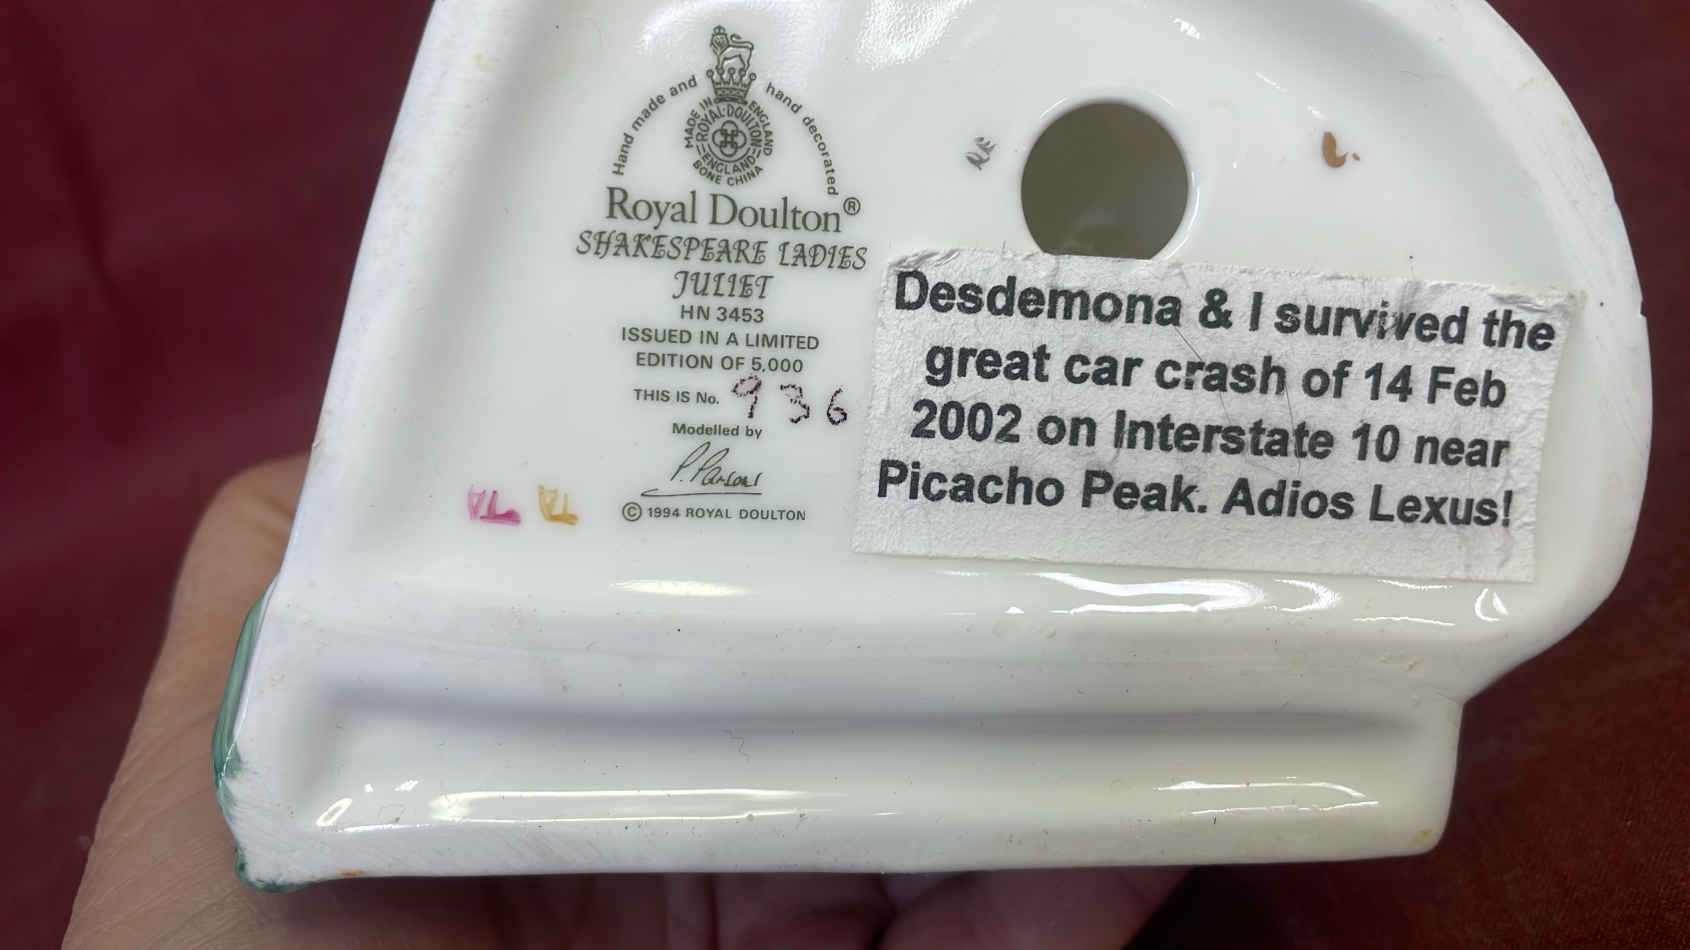 Hand made and hand decorated
MADE IN ENGLAND
ROYAL·DOULTON
ENGLAND
BONE CHINA
Royal Doulton®
SHAKESPEARE LADIES
JULIET
HN 3453
ISSUED IN A LIMITED
EDITION OF 5,000
THIS IS No. 936
Modelled by
P. Parsons
© 1994 ROYAL DOULTON
Desdemona & I survived the
great car crash of 14 Feb
2002 on Interstate 10 near
Picacho Peak. Adios Lexus!